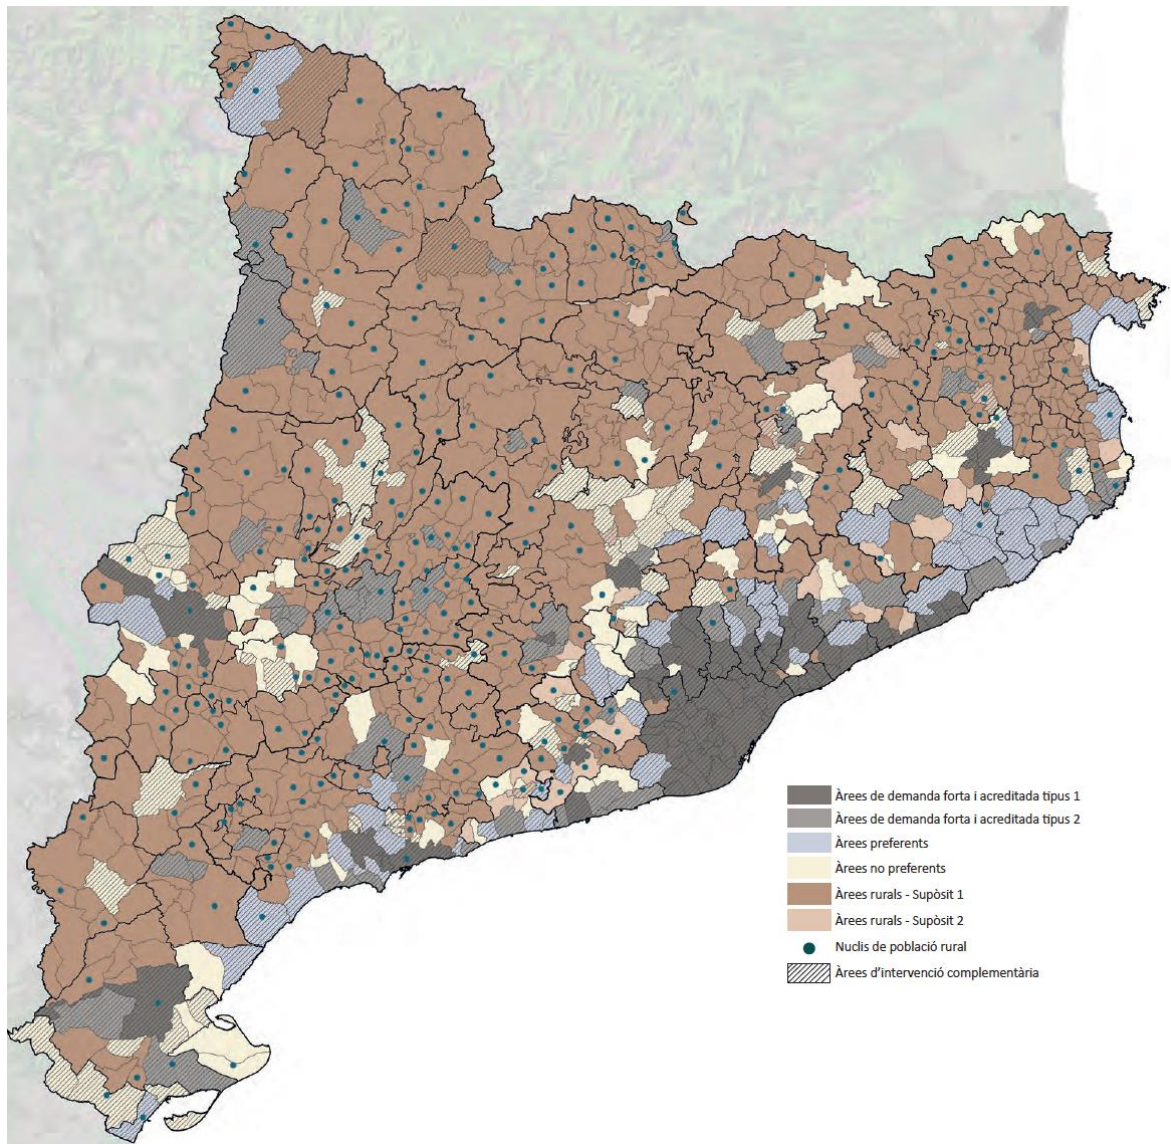 Àrees de demanda forta i acreditada tipus 1
Àrees de demanda forta i acreditada tipus 2
Àrees preferents
Àrees no preferents
Àrees rurals - Supòsit 1
Àrees rurals - Supòsit 2
Nuclis de població rural
Àrees d'intervenció complementària